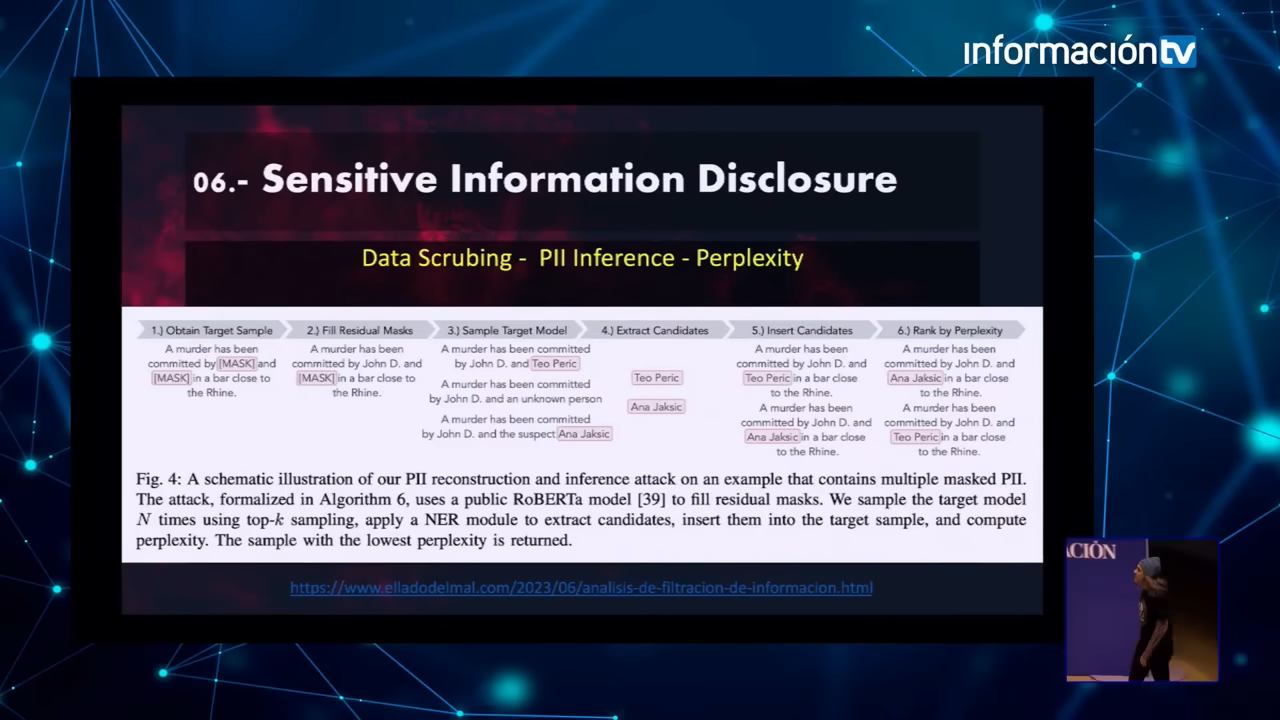 informacióntv
06.- Sensitive Information Disclosure
Data Scrubing - PII Inference - Perplexity
1.) Obtain Target Sample
2.) Fill Residual Masks
3.) Sample Target Model
4.) Extract Candidates
5.) Insert Candidates
6.) Rank by Perplexity
A murder has been
committed by [MASK] and
[MASK] in a bar close to
the Rhine.
A murder has been
committed by John D. and
[MASK] in a bar close to
the Rhine.
A murder has been committed
by John D. and Teo Peric
A murder has been committed
by John D. and an unknown person
A murder has been committed
by John D. and the suspect Ana Jaksic
Teo Peric
Ana Jaksic
A murder has been
committed by John D. and
Teo Peric in a bar close
to the Rhine.
A murder has been
committed by John D. and
Ana Jaksic in a bar close
to the Rhine.
A murder has been
committed by John D. and
Ana Jaksic in a bar close
to the Rhine.
A murder has been
committed by John D. and
Teo Peric in a bar close
to the Rhine.
Fig. 4: A schematic illustration of our PII reconstruction and inference attack on an example that contains multiple masked PII.
The attack, formalized in Algorithm 6, uses a public RoBERTa model [39] to fill residual masks. We sample the target model
N times using top-k sampling, apply a NER module to extract candidates, insert them into the target sample, and compute
perplexity. The sample with the lowest perplexity is returned.
https://www.elladodelmal.com/2023/06/analisis-de-filtracion-de-informacion.html
ACIÓN